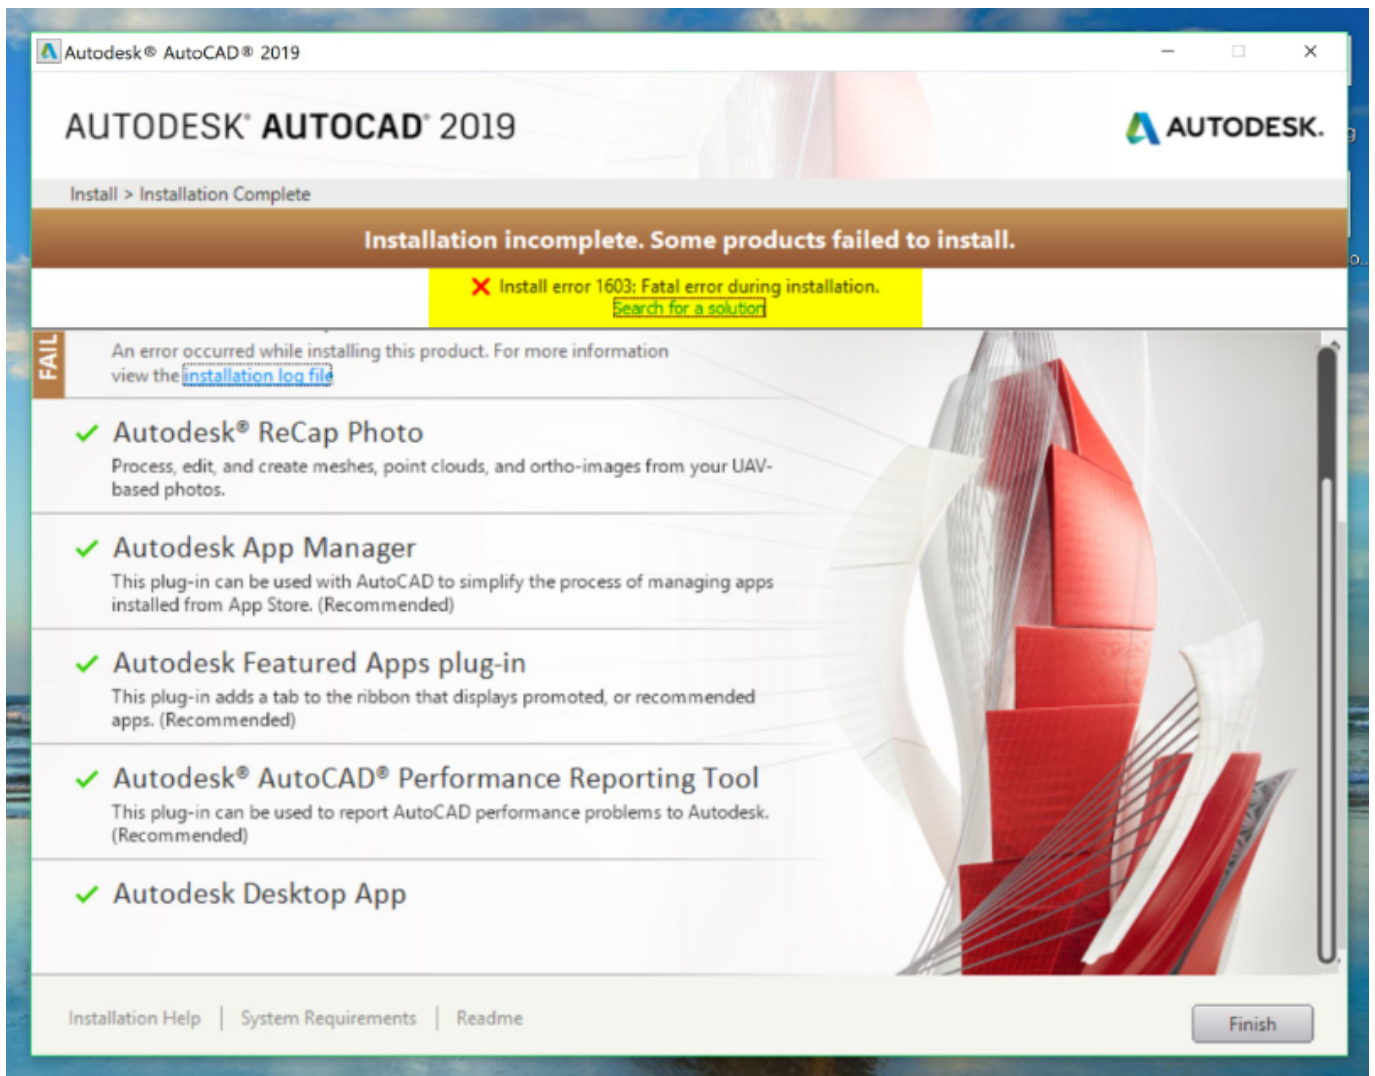 Autodesk® AutoCAD® 2019
AUTODESK® AUTOCAD® 2019
AUTODESK.
Install > Installation Complete
Installation incomplete. Some products failed to install.
Install error 1603: Fatal error during installation.
Search for a solution
FAIL
An error occurred while installing this product. For more information
view the installation log file
Autodesk® ReCap Photo
Process, edit, and create meshes, point clouds, and ortho-images from your UAV-
based photos.
Autodesk App Manager
This plug-in can be used with AutoCAD to simplify the process of managing apps
installed from App Store. (Recommended)
Autodesk Featured Apps plug-in
This plug-in adds a tab to the ribbon that displays promoted, or recommended
apps. (Recommended)
Autodesk® AutoCAD® Performance Reporting Tool
This plug-in can be used to report AutoCAD performance problems to Autodesk.
(Recommended)
Autodesk Desktop App
Installation Help | System Requirements | Readme
Finish